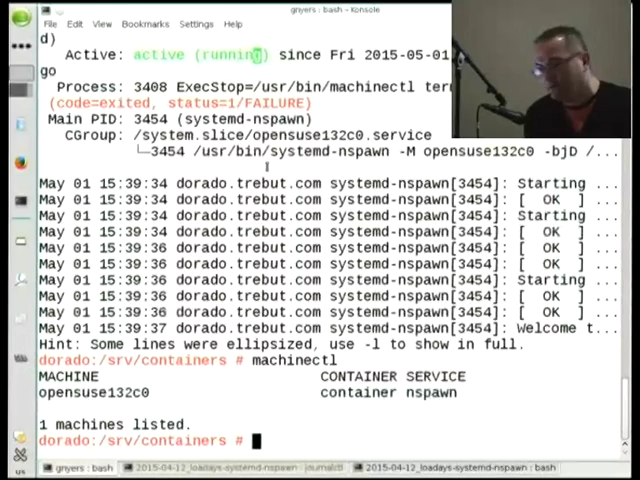 gnyers : bash - Konsole
File Edit View Bookmarks Settings Help
d)
Active: active (running) since Fri 2015-05-01
go
Process: 3408 ExecStop=/usr/bin/machinectl ter
(code=exited, status=1/FAILURE)
Main PID: 3454 (systemd-nspawn)
CGroup: /system.slice/opensuse132c0.service
└─3454 /usr/bin/systemd-nspawn -M opensuse132c0 -bjD /...
May 01 15:39:34 dorado.trebut.com systemd-nspawn[3454]: Starting ...
May 01 15:39:34 dorado.trebut.com systemd-nspawn[3454]: [ OK ] ...
May 01 15:39:34 dorado.trebut.com systemd-nspawn[3454]: Starting ...
May 01 15:39:36 dorado.trebut.com systemd-nspawn[3454]: [ OK ] ...
May 01 15:39:36 dorado.trebut.com systemd-nspawn[3454]: [ OK ] ...
May 01 15:39:36 dorado.trebut.com systemd-nspawn[3454]: [ OK ] ...
May 01 15:39:36 dorado.trebut.com systemd-nspawn[3454]: Starting ...
May 01 15:39:36 dorado.trebut.com systemd-nspawn[3454]: [ OK ] ...
May 01 15:39:36 dorado.trebut.com systemd-nspawn[3454]: [ OK ] ...
May 01 15:39:37 dorado.trebut.com systemd-nspawn[3454]: Welcome t...
Hint: Some lines were ellipsized, use -l to show in full.
dorado:/srv/containers # machinectl
MACHINE CONTAINER SERVICE
opensuse132c0 container nspawn
1 machines listed.
dorado:/srv/containers #
gnyers : bash 2015-04-12_loadays-systemd-nspawn : journalctl 2015-04-12_loadays-systemd-nspawn : bash
us